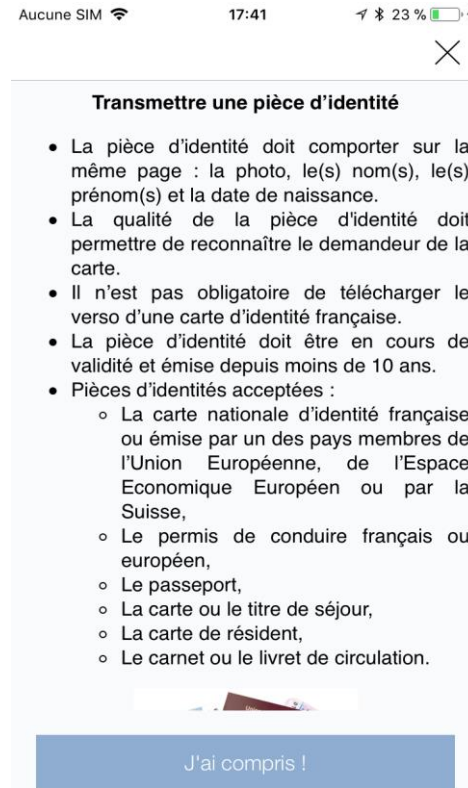 Aucune SIM 17:41 23 %
Transmettre une pièce d’identité
• La pièce d’identité doit comporter sur la
même page : la photo, le(s) nom(s), le(s)
prénom(s) et la date de naissance.
• La qualité de la pièce d'identité doit
permettre de reconnaître le demandeur de la
carte.
• Il n’est pas obligatoire de télécharger le
verso d’une carte d’identité française.
• La pièce d’identité doit être en cours de
validité et émise depuis moins de 10 ans.
• Pièces d’identités acceptées :
◦ La carte nationale d’identité française
ou émise par un des pays membres de
l’Union Européenne, de l’Espace
Economique Européen ou par la
Suisse,
◦ Le permis de conduire français ou
européen,
◦ Le passeport,
◦ La carte ou le titre de séjour,
◦ La carte de résident,
◦ Le carnet ou le livret de circulation.
J'ai compris !